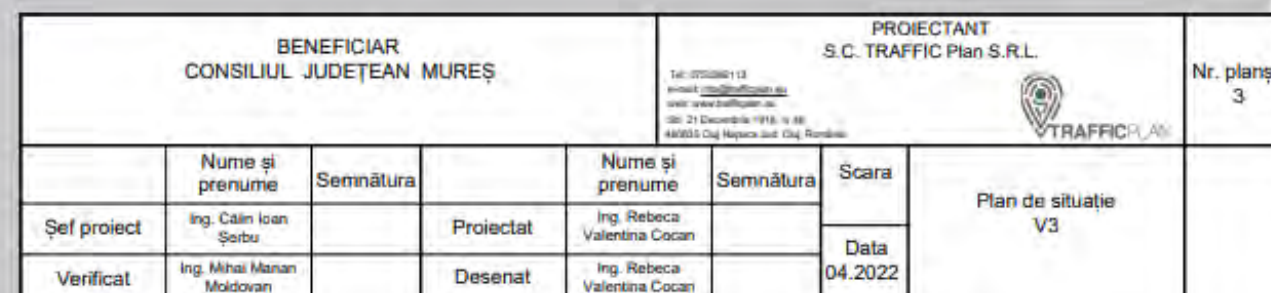 BENEFICIAR
CONSILIUL JUDEȚEAN MUREȘ
PROIECTANT
S.C. TRAFFIC Plan S.R.L.
TRAFFICPLAN
Nr. planș
3
Nume și
prenume
Semnătura
Nume și
prenume
Semnătura
Scara
Plan de situație
V3
Șef proiect
Ing. Călin Ioan
Șerbu
Proiectat
Ing. Rebeca
Valentina Cocan
Data
04.2022
Verificat
Ing. Mihai Marian
Moldovan
Desenat
Ing. Rebeca
Valentina Cocan